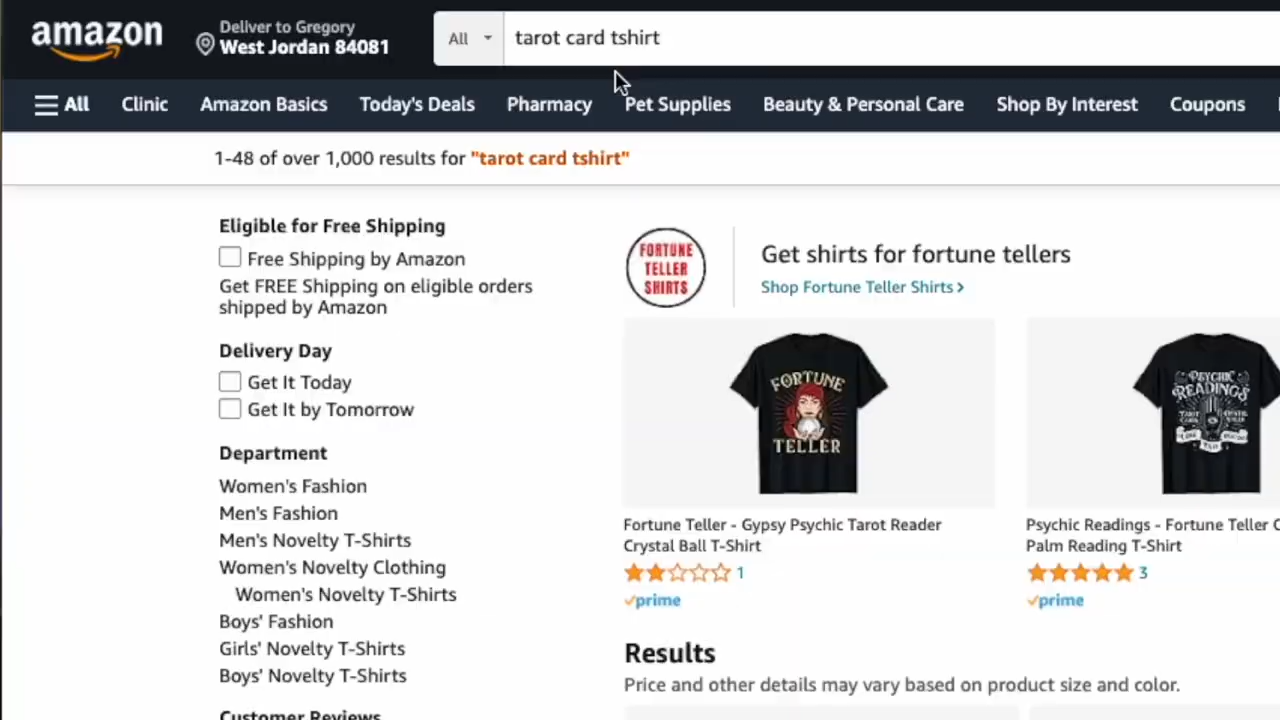 amazon
Deliver to Gregory
West Jordan 84081
All
tarot card tshirt
All Clinic Amazon Basics Today's Deals Pharmacy Pet Supplies Beauty & Personal Care Shop By Interest Coupons
1-48 of over 1,000 results for "tarot card tshirt"
Eligible for Free Shipping
Free Shipping by Amazon
Get FREE Shipping on eligible orders
shipped by Amazon
Delivery Day
Get It Today
Get It by Tomorrow
Department
Women's Fashion
Men's Fashion
Men's Novelty T-Shirts
Women's Novelty Clothing
Women's Novelty T-Shirts
Boys' Fashion
Girls' Novelty T-Shirts
Boys' Novelty T-Shirts
Customer Reviews
FORTUNE
TELLER
SHIRTS
Get shirts for fortune tellers
Shop Fortune Teller Shirts ›
FORTUNE
TELLER
Fortune Teller - Gypsy Psychic Tarot Reader
Crystal Ball T-Shirt
1
prime
PSYCHIC
READINGS
Psychic Readings - Fortune Teller
Palm Reading T-Shirt
3
prime
Results
Price and other details may vary based on product size and color.